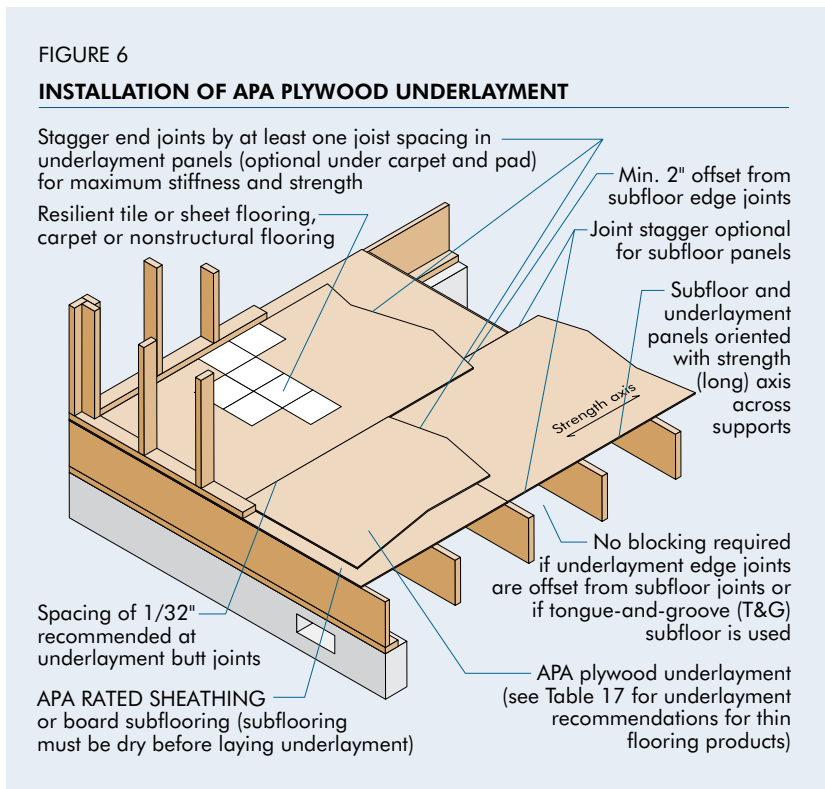 FIGURE 6
INSTALLATION OF APA PLYWOOD UNDERLAYMENT
Stagger end joints by at least one joist spacing in
underlayment panels (optional under carpet and pad)
for maximum stiffness and strength
Resilient tile or sheet flooring,
carpet or nonstructural flooring
Min. 2" offset from
subfloor edge joints
Joint stagger optional
for subfloor panels
Subfloor and
underlayment
panels oriented
with strength
(long) axis
across
supports
Strength axis
No blocking required
if underlayment edge joints
are offset from subfloor joints or
if tongue-and-groove (T&G)
subfloor is used
Spacing of 1/32"
recommended at
underlayment butt joints
APA RATED SHEATHING
or board subflooring (subflooring
must be dry before laying underlayment)
APA plywood underlayment
(see Table 17 for underlayment
recommendations for thin
flooring products)